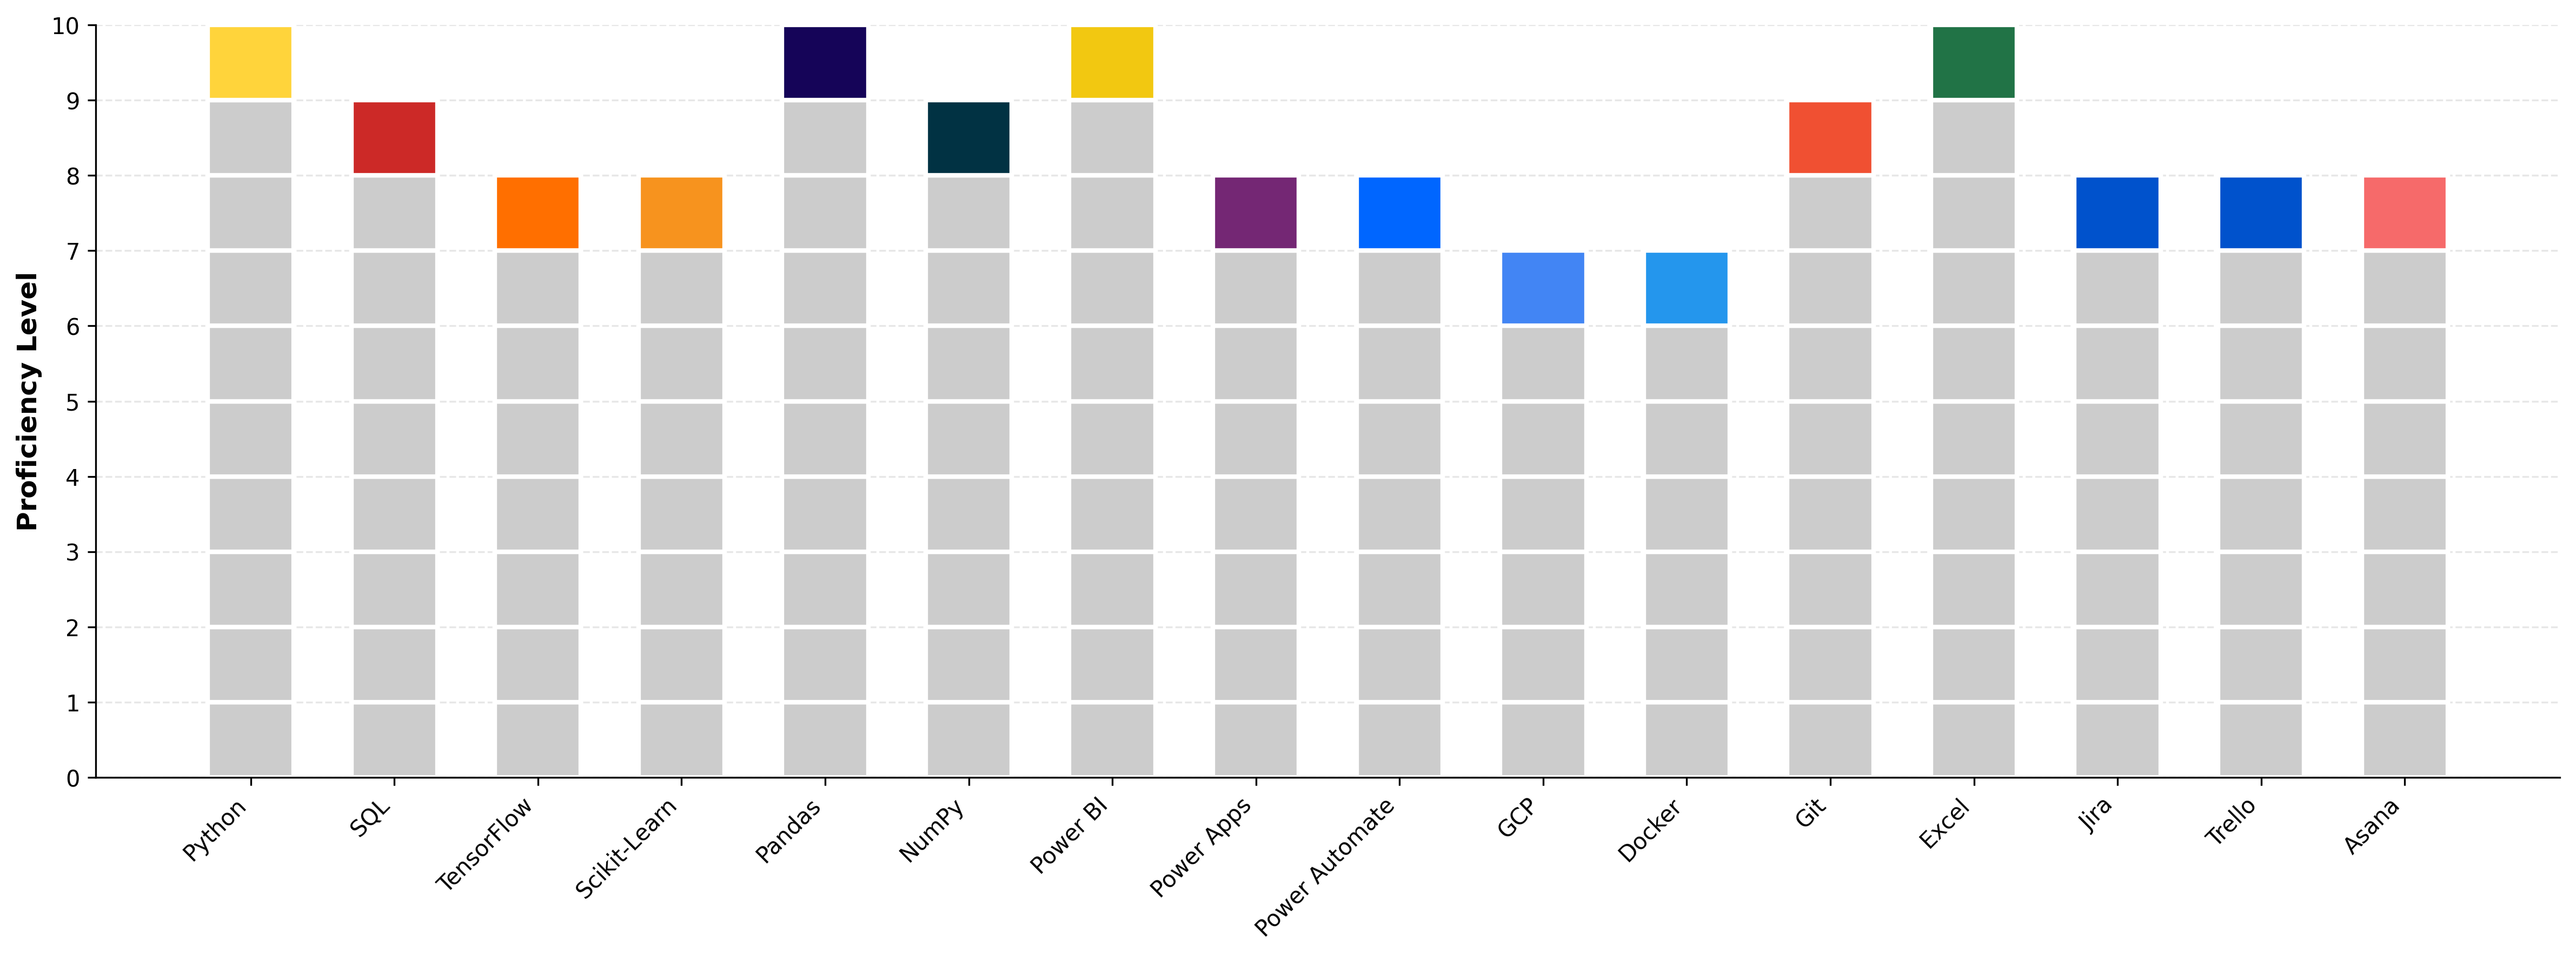 Proficiency Level
10
9
8
7
6
5
4
3
2
1
0
Python
SQL
TensorFlow
Scikit-Learn
Pandas
NumPy
Power BI
Power Apps
Power Automate
GCP
Docker
Git
Excel
Jira
Trello
Asana